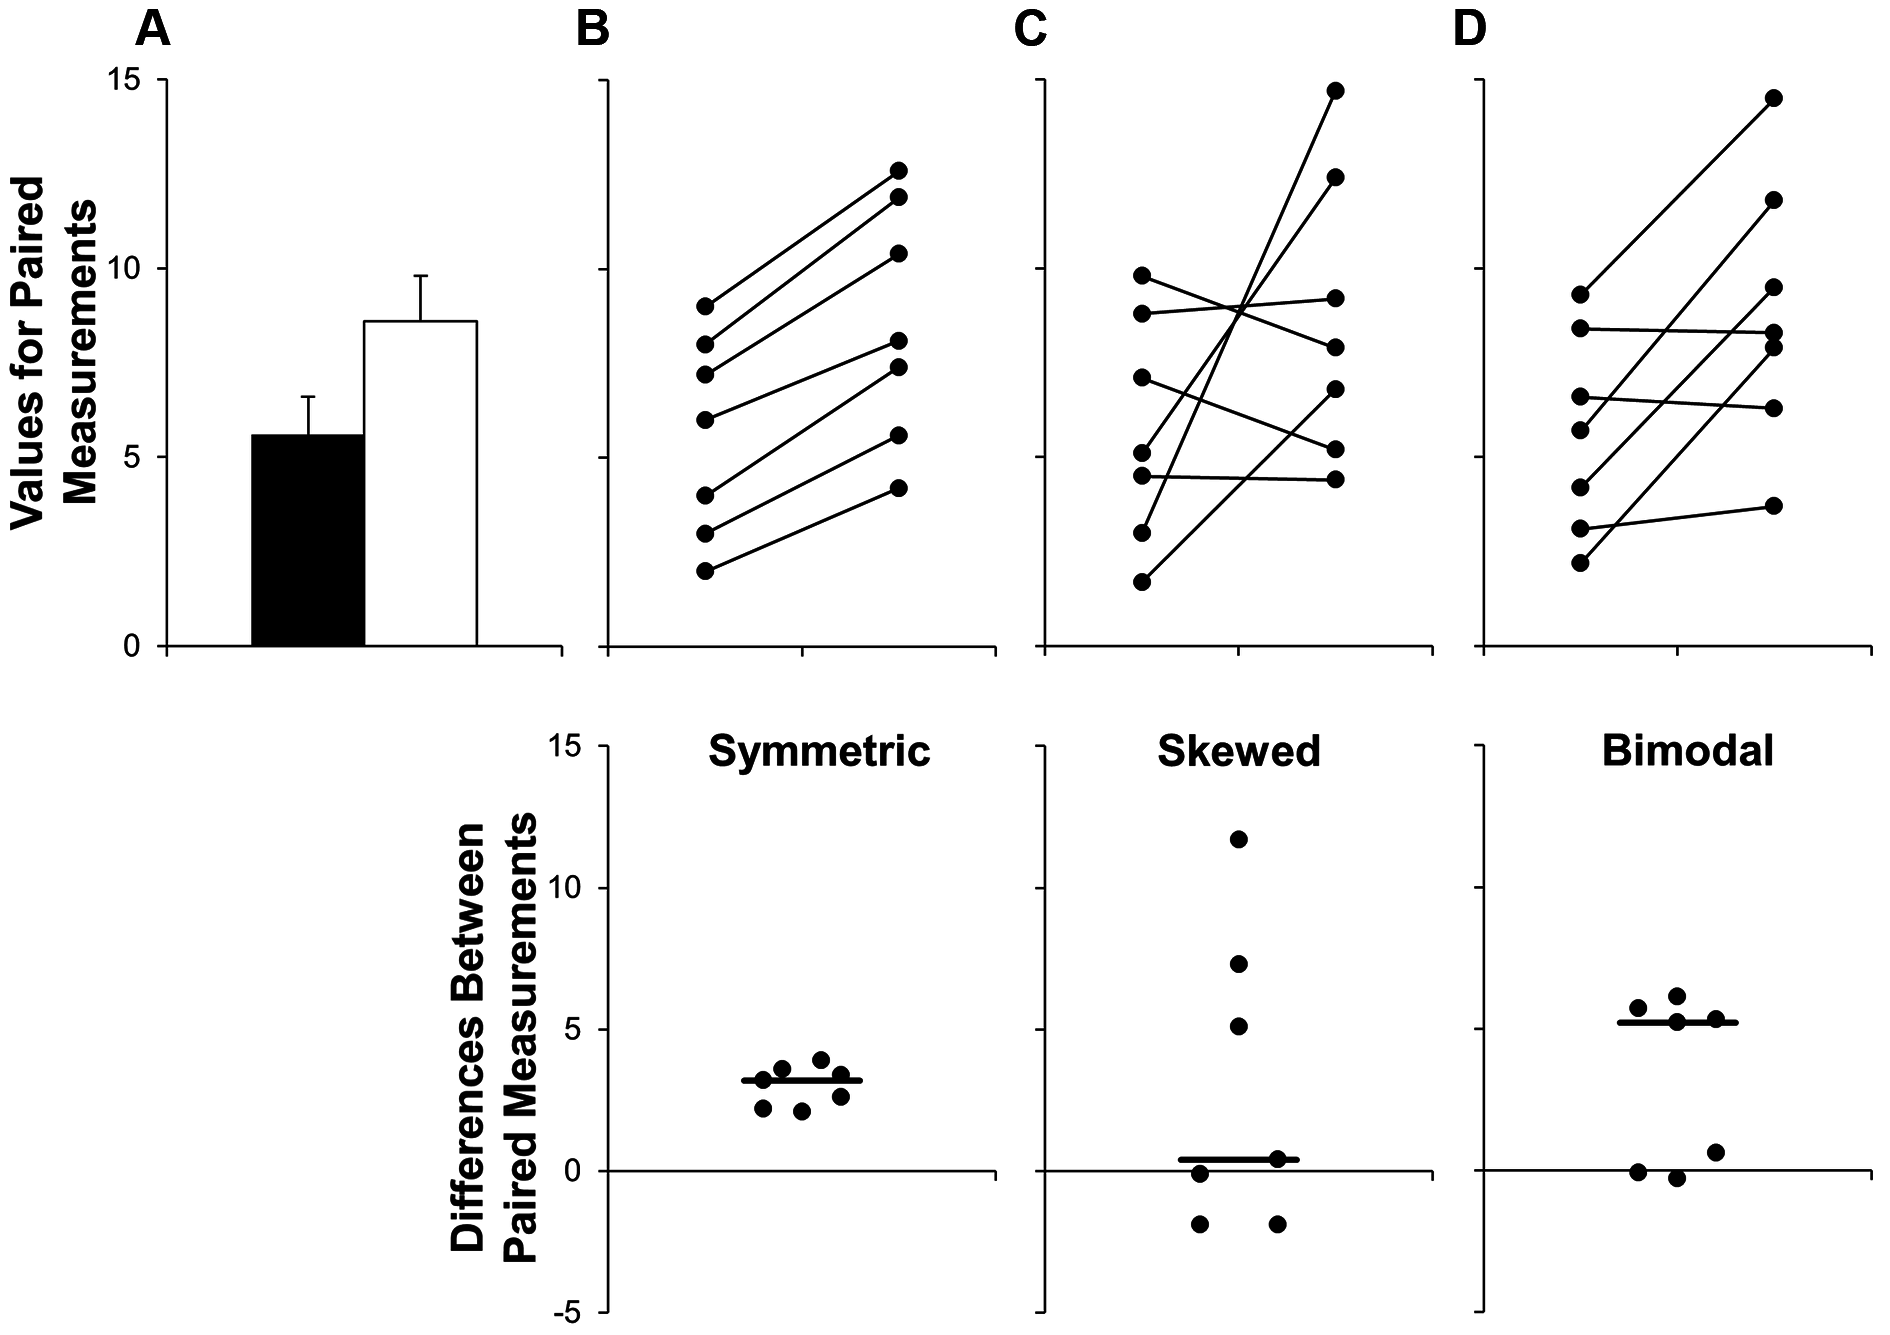 A
B
C
D
15
10
5
0
Values for Paired
Measurements
Symmetric
Skewed
Bimodal
15
10
5
0
-5
Differences Between
Paired Measurements